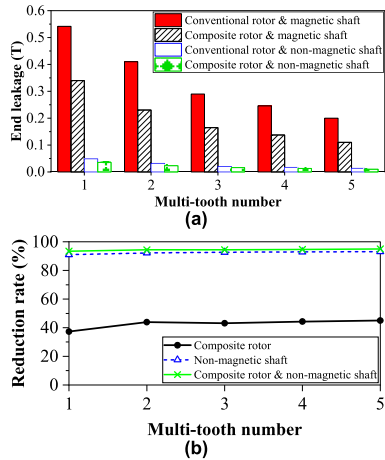 End leakage (T)
0.6
0.5
0.4
0.3
0.2
0.1
0.0
Conventional rotor & magnetic shaft
Composite rotor & magnetic shaft
Conventional rotor & non-magnetic shaft
Composite rotor & non-magnetic shaft
1 2 3 4 5
Multi-tooth number
(a)
Reduction rate (%)
100
80
60
40
20
0
Composite rotor
Non-magnetic shaft
Composite rotor & non-magnetic shaft
1 2 3 4 5
Multi-tooth number
(b)